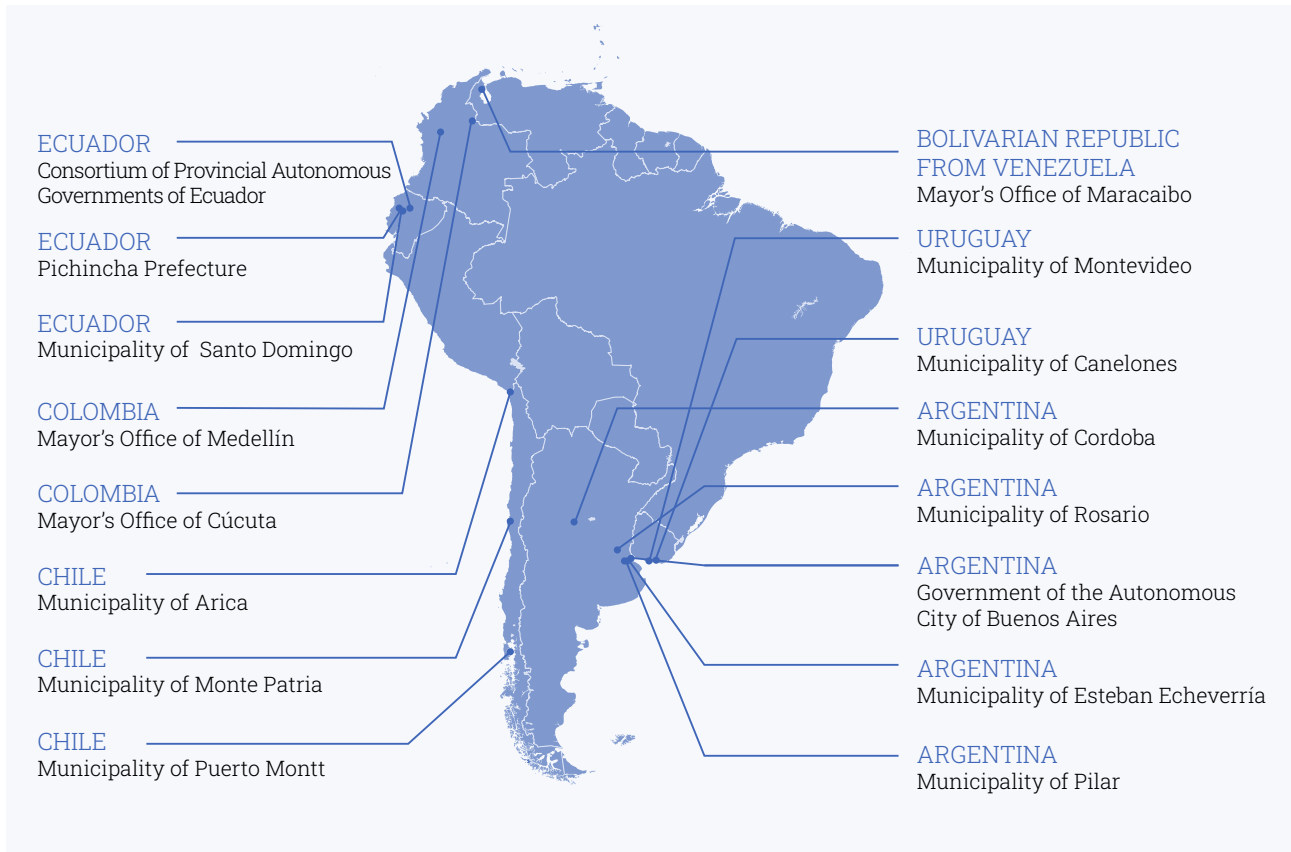 ECUADOR
Consortium of Provincial Autonomous
Governments of Ecuador
ECUADOR
Pichincha Prefecture
ECUADOR
Municipality of Santo Domingo
COLOMBIA
Mayor’s Office of Medellín
COLOMBIA
Mayor’s Office of Cúcuta
CHILE
Municipality of Arica
CHILE
Municipality of Monte Patria
CHILE
Municipality of Puerto Montt
BOLIVARIAN REPUBLIC
FROM VENEZUELA
Mayor’s Office of Maracaibo
URUGUAY
Municipality of Montevideo
URUGUAY
Municipality of Canelones
ARGENTINA
Municipality of Cordoba
ARGENTINA
Municipality of Rosario
ARGENTINA
Government of the Autonomous
City of Buenos Aires
ARGENTINA
Municipality of Esteban Echeverría
ARGENTINA
Municipality of Pilar